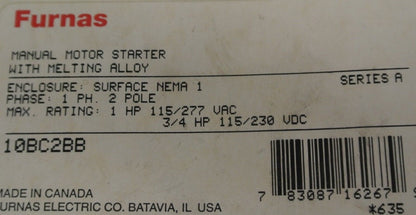 Furnas
MANUAL MOTOR STARTER
WITH MELTING ALLOY
SERIES A
ENCLOSURE: SURFACE NEMA 1
PHASE: 1 PH. 2 POLE
MAX. RATING: 1 HP 115/277 VAC
3/4 HP 115/230 VDC
10BC2BB
MADE IN CANADA
FURNAS ELECTRIC CO. BATAVIA, IL USA
7 83087 16267
*635